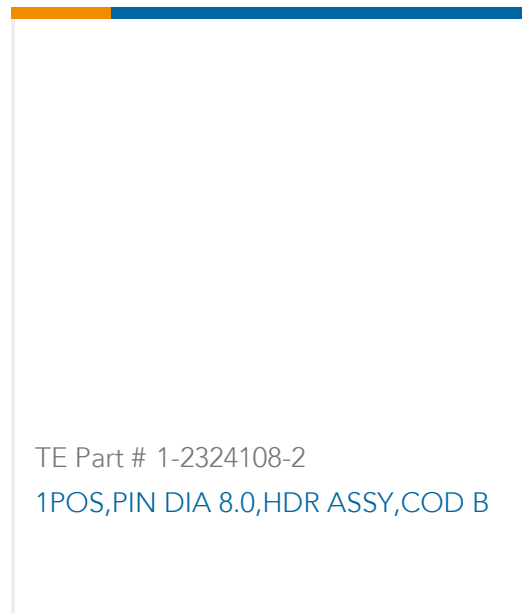 TE Part # 1-2324108-2
1POS,PIN DIA 8.0,HDR ASSY,COD B